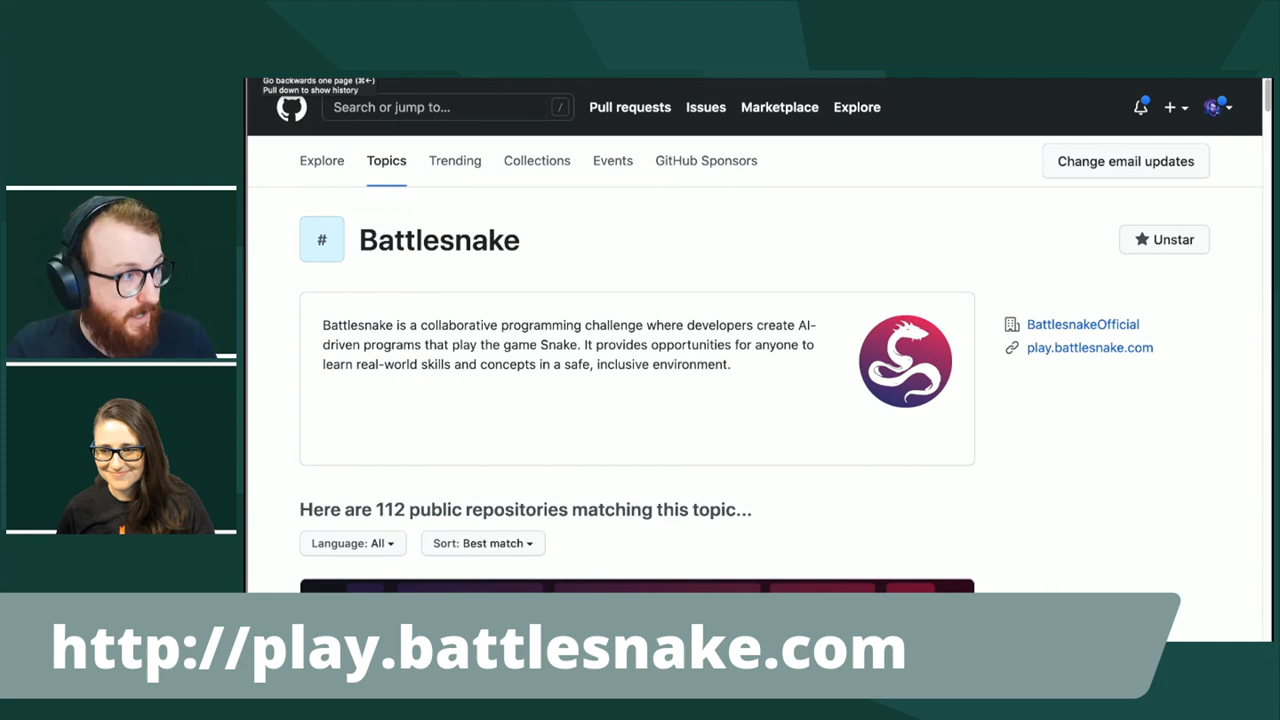 Go backwards one page (⌘←)
Pull down to show history
Search or jump to...
/
Pull requests
Issues
Marketplace
Explore
Explore
Topics
Trending
Collections
Events
GitHub Sponsors
Change email updates
#
Battlesnake
Unstar
Battlesnake is a collaborative programming challenge where developers create AI-
driven programs that play the game Snake. It provides opportunities for anyone to
learn real-world skills and concepts in a safe, inclusive environment.
BattlesnakeOfficial
play.battlesnake.com
Here are 112 public repositories matching this topic...
Language: All
Sort: Best match
http://play.battlesnake.com